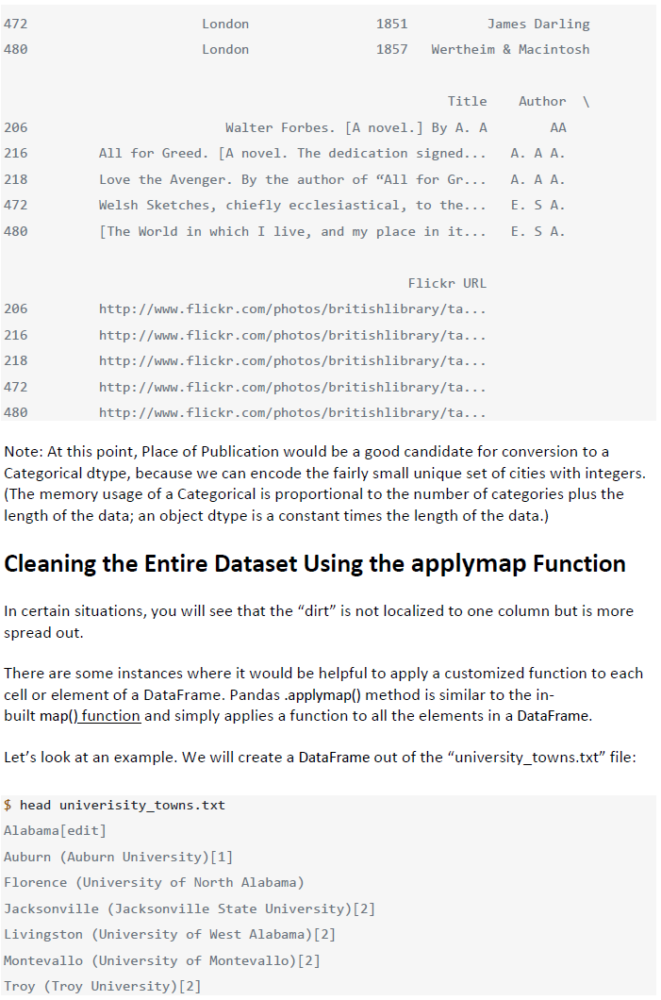 472 London 1851 James Darling
480 London 1857 Wertheim & Macintosh
Title Author \
206 Walter Forbes. [A novel.] By A. A AA
216 All for Greed. [A novel. The dedication signed... A. A A.
218 Love the Avenger. By the author of “All for Gr... A. A A.
472 Welsh Sketches, chiefly ecclesiastical, to the... E. S A.
480 [The World in which I live, and my place in it... E. S A.
Flickr URL
206 http://www.flickr.com/photos/britishlibrary/ta...
216 http://www.flickr.com/photos/britishlibrary/ta...
218 http://www.flickr.com/photos/britishlibrary/ta...
472 http://www.flickr.com/photos/britishlibrary/ta...
480 http://www.flickr.com/photos/britishlibrary/ta...
Note: At this point, Place of Publication would be a good candidate for conversion to a
Categorical dtype, because we can encode the fairly small unique set of cities with integers.
(The memory usage of a Categorical is proportional to the number of categories plus the
length of the data; an object dtype is a constant times the length of the data.)
Cleaning the Entire Dataset Using the applymap Function
In certain situations, you will see that the “dirt” is not localized to one column but is more
spread out.
There are some instances where it would be helpful to apply a customized function to each
cell or element of a DataFrame. Pandas .applymap() method is similar to the in-
built map() function and simply applies a function to all the elements in a DataFrame.
Let’s look at an example. We will create a DataFrame out of the “university_towns.txt” file:
$ head univerisity_towns.txt
Alabama[edit]
Auburn (Auburn University)[1]
Florence (University of North Alabama)
Jacksonville (Jacksonville State University)[2]
Livingston (University of West Alabama)[2]
Montevallo (University of Montevallo)[2]
Troy (Troy University)[2]